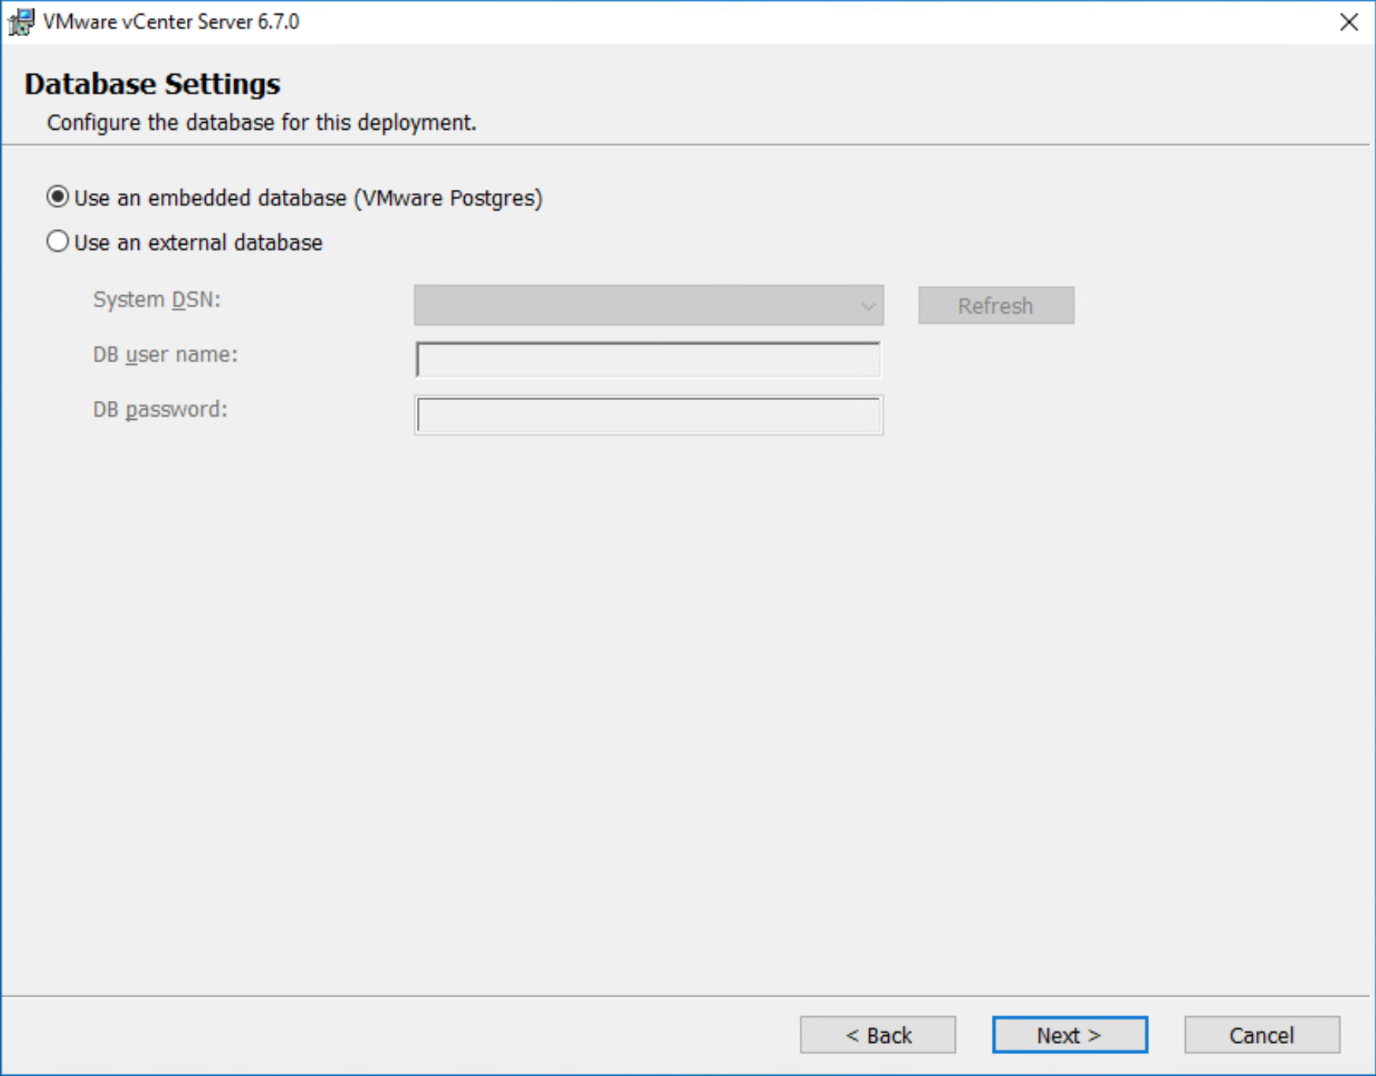 VMware vCenter Server 6.7.0
Database Settings
Configure the database for this deployment.
Use an embedded database (VMware Postgres)
Use an external database
System DSN:
Refresh
DB user name:
DB password:
< Back
Next >
Cancel